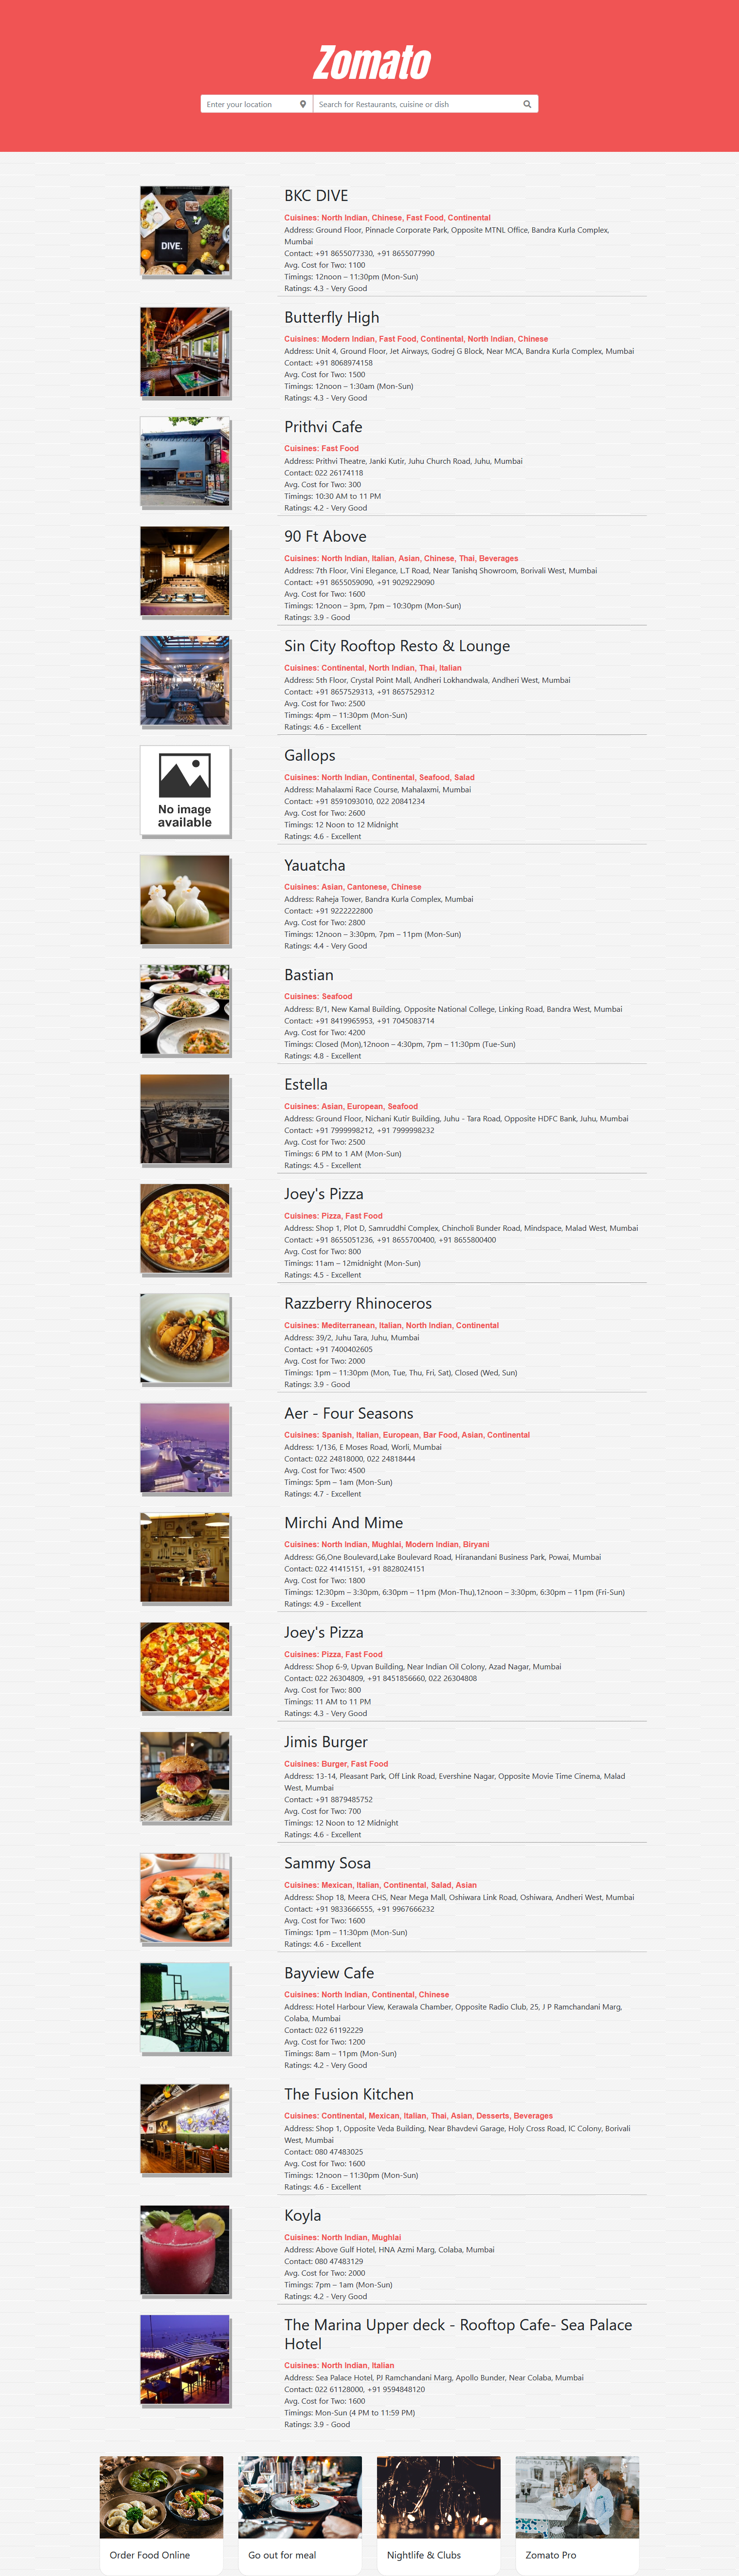 Zomato
Enter your location
Search for Restaurants, cuisine or dish
DIVE.
BKC DIVE
Cuisines: North Indian, Chinese, Fast Food, Continental
Address: Ground Floor, Pinnacle Corporate Park, Opposite MTNL Office, Bandra Kurla Complex,
Mumbai
Contact: +91 8655077330, +91 8655077990
Avg. Cost for Two: 1100
Timings: 12noon – 11:30pm (Mon-Sun)
Ratings: 4.3 - Very Good
Butterfly High
Cuisines: Modern Indian, Fast Food, Continental, North Indian, Chinese
Address: Unit 4, Ground Floor, Jet Airways, Godrej G Block, Near MCA, Bandra Kurla Complex, Mumbai
Contact: +91 8068974158
Avg. Cost for Two: 1500
Timings: 12noon – 1:30am (Mon-Sun)
Ratings: 4.3 - Very Good
Prithvi Cafe
Cuisines: Fast Food
Address: Prithvi Theatre, Janki Kutir, Juhu Church Road, Juhu, Mumbai
Contact: 022 26174118
Avg. Cost for Two: 300
Timings: 10:30 AM to 11 PM
Ratings: 4.2 - Very Good
90 Ft Above
Cuisines: North Indian, Italian, Asian, Chinese, Thai, Beverages
Address: 7th Floor, Vini Elegance, L.T Road, Near Tanishq Showroom, Borivali West, Mumbai
Contact: +91 8655059090, +91 9029229090
Avg. Cost for Two: 1600
Timings: 12noon – 3pm, 7pm – 10:30pm (Mon-Sun)
Ratings: 3.9 - Good
Sin City Rooftop Resto & Lounge
Cuisines: Continental, North Indian, Thai, Italian
Address: 5th Floor, Crystal Point Mall, Andheri Lokhandwala, Andheri West, Mumbai
Contact: +91 8657529313, +91 8657529312
Avg. Cost for Two: 2500
Timings: 4pm – 11:30pm (Mon-Sun)
Ratings: 4.6 - Excellent
No image
available
Gallops
Cuisines: North Indian, Continental, Seafood, Salad
Address: Mahalaxmi Race Course, Mahalaxmi, Mumbai
Contact: +91 8591093010, 022 20841234
Avg. Cost for Two: 2600
Timings: 12 Noon to 12 Midnight
Ratings: 4.6 - Excellent
Yauatcha
Cuisines: Asian, Cantonese, Chinese
Address: Raheja Tower, Bandra Kurla Complex, Mumbai
Contact: +91 9222222800
Avg. Cost for Two: 2800
Timings: 12noon – 3:30pm, 7pm – 11pm (Mon-Sun)
Ratings: 4.4 - Very Good
Bastian
Cuisines: Seafood
Address: B/1, New Kamal Building, Opposite National College, Linking Road, Bandra West, Mumbai
Contact: +91 8419965953, +91 7045083714
Avg. Cost for Two: 4200
Timings: Closed (Mon),12noon – 4:30pm, 7pm – 11:30pm (Tue-Sun)
Ratings: 4.8 - Excellent
Estella
Cuisines: Asian, European, Seafood
Address: Ground Floor, Nichani Kutir Building, Juhu - Tara Road, Opposite HDFC Bank, Juhu, Mumbai
Contact: +91 7999998212, +91 7999998232
Avg. Cost for Two: 2500
Timings: 6 PM to 1 AM (Mon-Sun)
Ratings: 4.5 - Excellent
Joey's Pizza
Cuisines: Pizza, Fast Food
Address: Shop 1, Plot D, Samruddhi Complex, Chincholi Bunder Road, Mindspace, Malad West, Mumbai
Contact: +91 8655051236, +91 8655700400, +91 8655800400
Avg. Cost for Two: 800
Timings: 11am – 12midnight (Mon-Sun)
Ratings: 4.5 - Excellent
Razzberry Rhinoceros
Cuisines: Mediterranean, Italian, North Indian, Continental
Address: 39/2, Juhu Tara, Juhu, Mumbai
Contact: +91 7400402605
Avg. Cost for Two: 2000
Timings: 1pm – 11:30pm (Mon, Tue, Thu, Fri, Sat), Closed (Wed, Sun)
Ratings: 3.9 - Good
Aer - Four Seasons
Cuisines: Spanish, Italian, European, Bar Food, Asian, Continental
Address: 1/136, E Moses Road, Worli, Mumbai
Contact: 022 24818000, 022 24818444
Avg. Cost for Two: 4500
Timings: 5pm – 1am (Mon-Sun)
Ratings: 4.7 - Excellent
Mirchi And Mime
Cuisines: North Indian, Mughlai, Modern Indian, Biryani
Address: G6,One Boulevard,Lake Boulevard Road, Hiranandani Business Park, Powai, Mumbai
Contact: 022 41415151, +91 8828024151
Avg. Cost for Two: 1800
Timings: 12:30pm – 3:30pm, 6:30pm – 11pm (Mon-Thu),12noon – 3:30pm, 6:30pm – 11pm (Fri-Sun)
Ratings: 4.9 - Excellent
Joey's Pizza
Cuisines: Pizza, Fast Food
Address: Shop 6-9, Upvan Building, Near Indian Oil Colony, Azad Nagar, Mumbai
Contact: 022 26304809, +91 8451856660, 022 26304808
Avg. Cost for Two: 800
Timings: 11 AM to 11 PM
Ratings: 4.3 - Very Good
Jimis Burger
Cuisines: Burger, Fast Food
Address: 13-14, Pleasant Park, Off Link Road, Evershine Nagar, Opposite Movie Time Cinema, Malad
West, Mumbai
Contact: +91 8879485752
Avg. Cost for Two: 700
Timings: 12 Noon to 12 Midnight
Ratings: 4.6 - Excellent
Sammy Sosa
Cuisines: Mexican, Italian, Continental, Salad, Asian
Address: Shop 18, Meera CHS, Near Mega Mall, Oshiwara Link Road, Oshiwara, Andheri West, Mumbai
Contact: +91 9833666555, +91 9967666232
Avg. Cost for Two: 1600
Timings: 1pm – 11:30pm (Mon-Sun)
Ratings: 4.6 - Excellent
Bayview Cafe
Cuisines: North Indian, Continental, Chinese
Address: Hotel Harbour View, Kerawala Chamber, Opposite Radio Club, 25, J P Ramchandani Marg,
Colaba, Mumbai
Contact: 022 61192229
Avg. Cost for Two: 1200
Timings: 8am – 11pm (Mon-Sun)
Ratings: 4.2 - Very Good
The Fusion Kitchen
Cuisines: Continental, Mexican, Italian, Thai, Asian, Desserts, Beverages
Address: Shop 1, Opposite Veda Building, Near Bhavdevi Garage, Holy Cross Road, IC Colony, Borivali
West, Mumbai
Contact: 080 47483025
Avg. Cost for Two: 1600
Timings: 12noon – 11:30pm (Mon-Sun)
Ratings: 4.6 - Excellent
Koyla
Cuisines: North Indian, Mughlai
Address: Above Gulf Hotel, HNA Azmi Marg, Colaba, Mumbai
Contact: 080 47483129
Avg. Cost for Two: 2000
Timings: 7pm – 1am (Mon-Sun)
Ratings: 4.2 - Very Good
The Marina Upper deck - Rooftop Cafe- Sea Palace
Hotel
Cuisines: North Indian, Italian
Address: Sea Palace Hotel, PJ Ramchandani Marg, Apollo Bunder, Near Colaba, Mumbai
Contact: 022 61128000, +91 9594848120
Avg. Cost for Two: 1600
Timings: Mon-Sun (4 PM to 11:59 PM)
Ratings: 3.9 - Good
Order Food Online
Go out for meal
Nightlife & Clubs
Zomato Pro